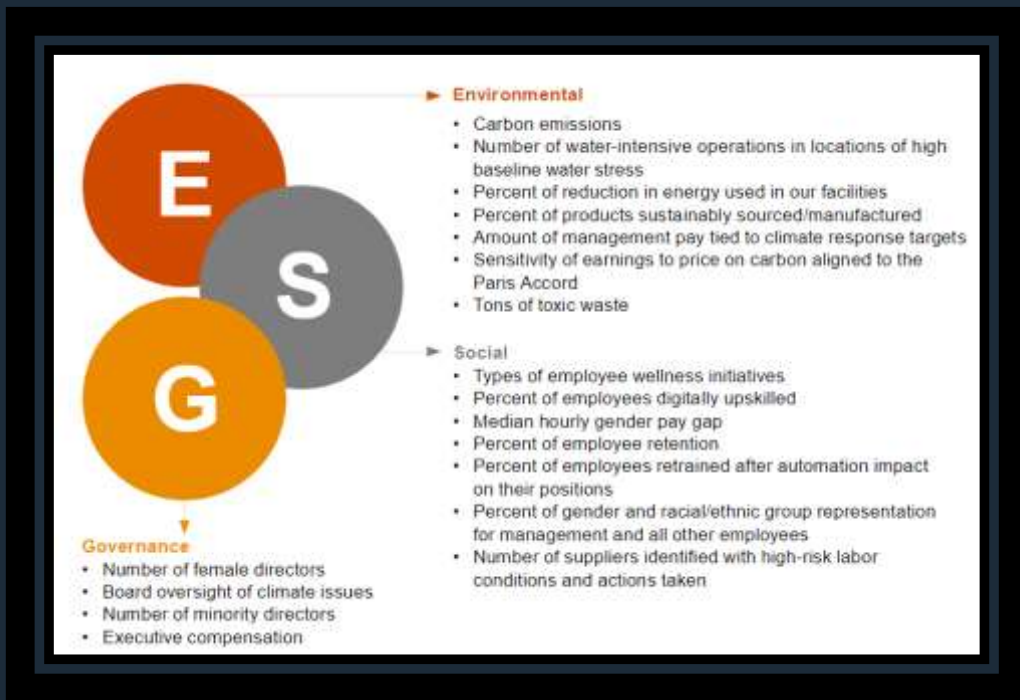 E
S
G
Environmental
• Carbon emissions
• Number of water-intensive operations in locations of high
baseline water stress
• Percent of reduction in energy used in our facilities
• Percent of products sustainably sourced/manufactured
• Amount of management pay tied to climate response targets
• Sensitivity of earnings to price on carbon aligned to the
Paris Accord
• Tons of toxic waste
Social
• Types of employee wellness initiatives
• Percent of employees digitally upskilled
• Median hourly gender pay gap
• Percent of employee retention
• Percent of employees retrained after automation impact
on their positions
• Percent of gender and racial/ethnic group representation
for management and all other employees
• Number of suppliers identified with high-risk labor
conditions and actions taken
Governance
• Number of female directors
• Board oversight of climate issues
• Number of minority directors
• Executive compensation